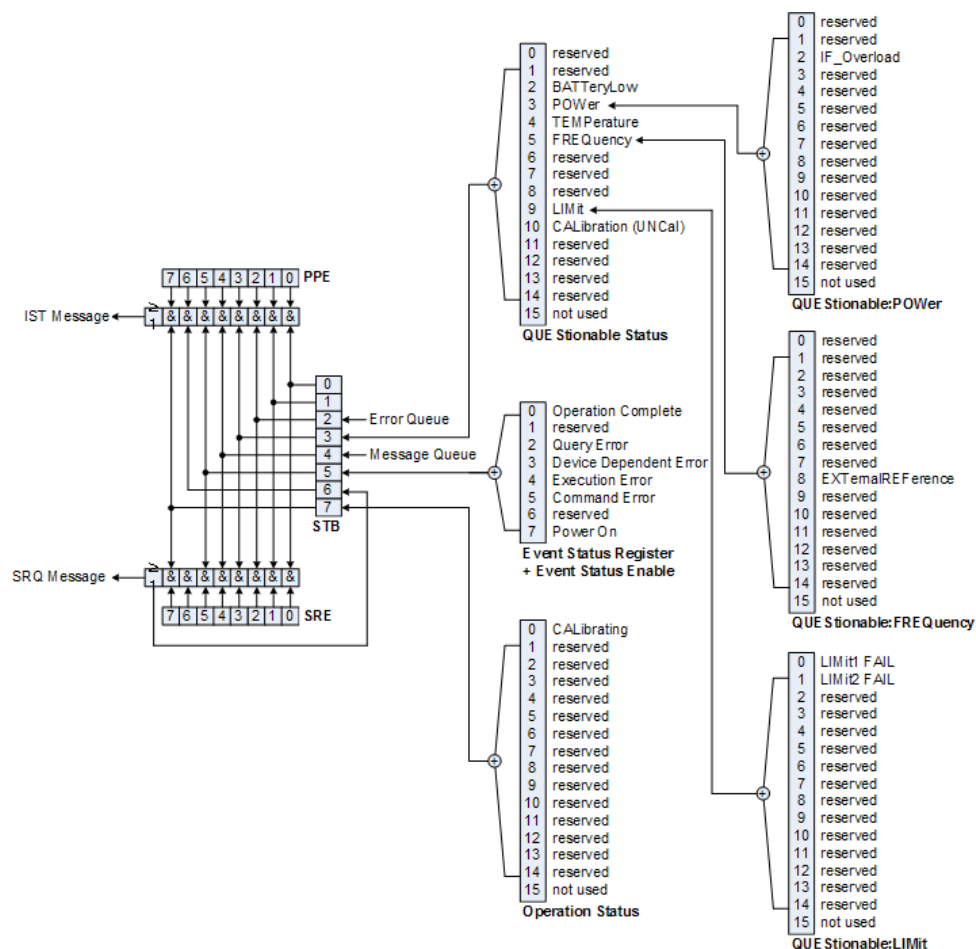 7 6 5 4 3 2 1 0 PPE
IST Message
& & & & & & & &
0
1
2
3
4
5
6
7
STB
Error Queue
Message Queue
SRQ Message
& & & & & & & &
7 6 5 4 3 2 1 0 SRE
0 reserved
1 reserved
2 BATTeryLow
3 POWer
4 TEMPerature
5 FREQuency
6 reserved
7 reserved
8 reserved
9 LIMit
10 CALibration (UNCal)
11 reserved
12 reserved
13 reserved
14 reserved
15 not used
QUEStionable Status
0 Operation Complete
1 reserved
2 Query Error
3 Device Dependent Error
4 Execution Error
5 Command Error
6 reserved
7 Power On
Event Status Register
+ Event Status Enable
0 CALibrating
1 reserved
2 reserved
3 reserved
4 reserved
5 reserved
6 reserved
7 reserved
8 reserved
9 reserved
10 reserved
11 reserved
12 reserved
13 reserved
14 reserved
15 not used
Operation Status
0 reserved
1 reserved
2 IF_Overload
3 reserved
4 reserved
5 reserved
6 reserved
7 reserved
8 reserved
9 reserved
10 reserved
11 reserved
12 reserved
13 reserved
14 reserved
15 not used
QUEStionable:POWer
0 reserved
1 reserved
2 reserved
3 reserved
4 reserved
5 reserved
6 reserved
7 reserved
8 EXTernalREFerence
9 reserved
10 reserved
11 reserved
12 reserved
13 reserved
14 reserved
15 not used
QUEStionable:FREQuency
0 LIMit1 FAIL
1 LIMit2 FAIL
2 reserved
3 reserved
4 reserved
5 reserved
6 reserved
7 reserved
8 reserved
9 reserved
10 reserved
11 reserved
12 reserved
13 reserved
14 reserved
15 not used
QUEStionable:LIMit